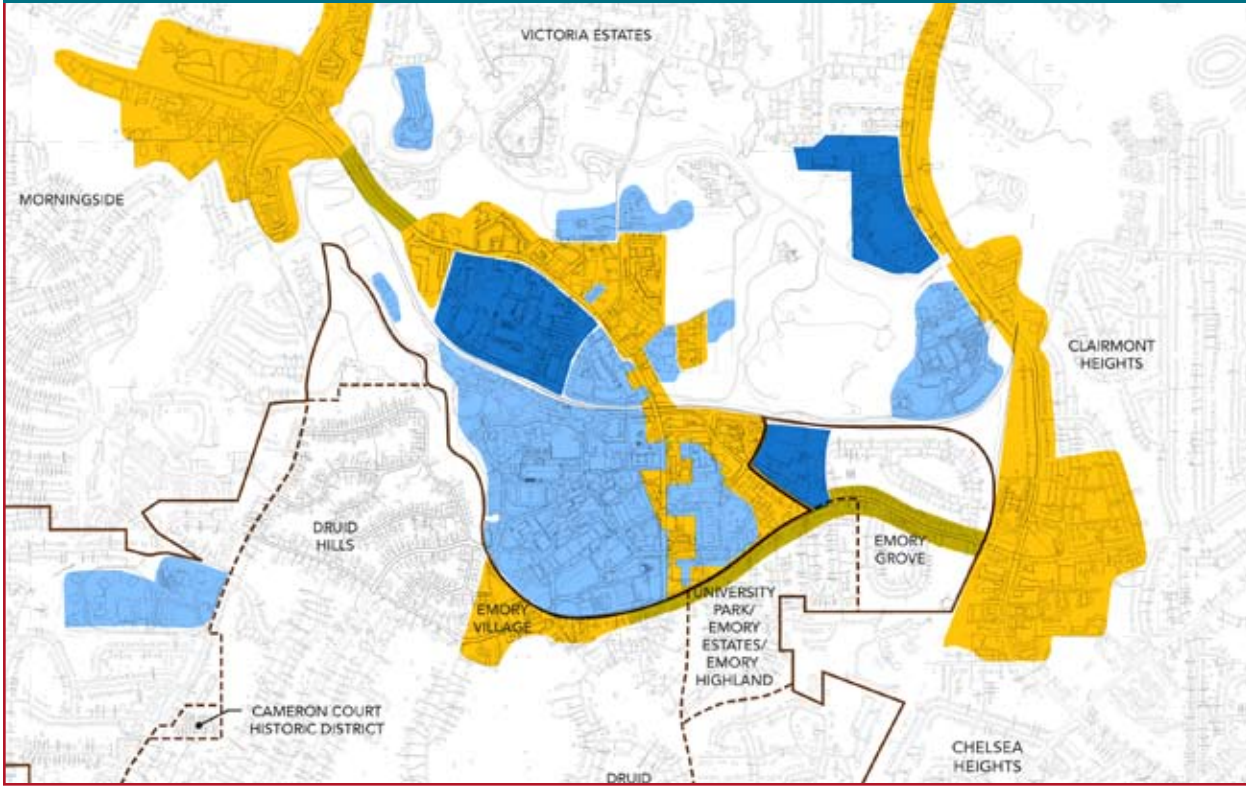 VICTORIA ESTATES
MORNINGSIDE
CLAIRMONT
HEIGHTS
DRUID
HILLS
EMORY
GROVE
EMORY
VILLAGE
UNIVERSITY
PARK/
EMORY
ESTATES/
EMORY
HIGHLAND
CAMERON COURT
HISTORIC DISTRICT
CHELSEA
HEIGHTS
DRUID